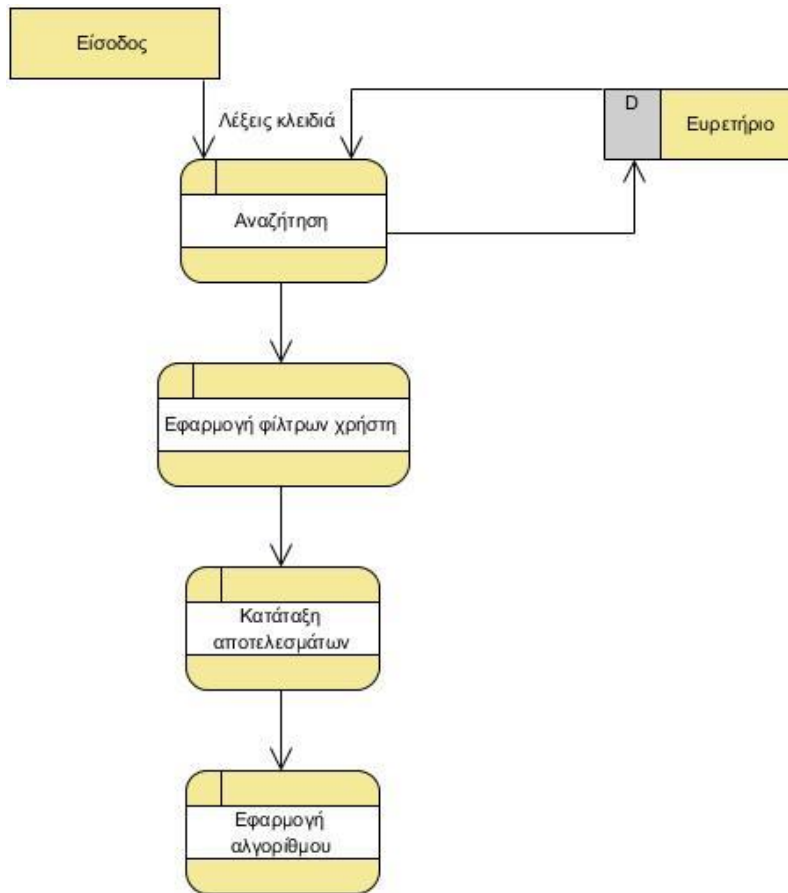 Είσοδος
Λέξεις κλειδιά
D
Ευρετήριο
Αναζήτηση
Εφαρμογή φίλτρων χρήστη
Κατάταξη
αποτελεσμάτων
Εφαρμογή
αλγορίθμου